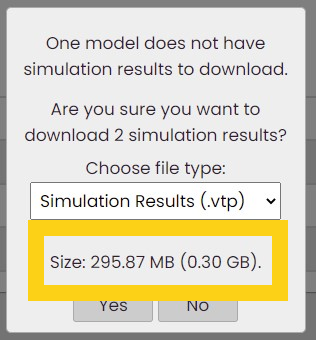 One model does not have
simulation results to download.
Are you sure you want to
download 2 simulation results?
Choose file type:
Simulation Results (.vtp)
Size: 295.87 MB (0.30 GB).
Yes No